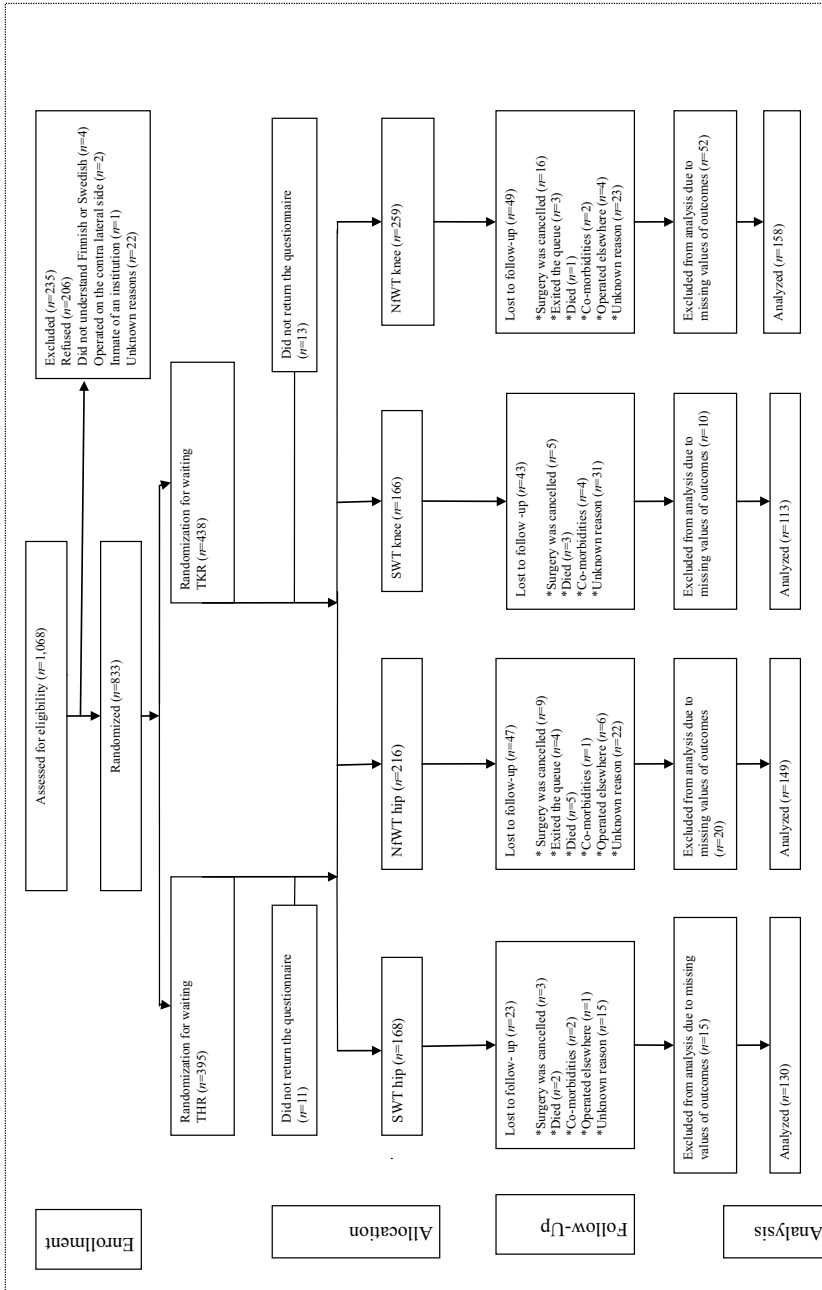 Enrollment
Assessed for eligibility (n=1,068)
Excluded (n=235)
Refused (n=206)
Did not understand Finnish or Swedish (n=4)
Operated on the contra lateral side (n=2)
Inmate of an institution (n=1)
Unknown reasons (n=22)
Randomized (n=833)
Randomization for waiting
THR (n=395)
Randomization for waiting
TKR (n=438)
Allocation
Did not return the questionnaire
(n=11)
Did not return the questionnaire
(n=13)
SWT hip (n=168)
NfWT hip (n=216)
SWT knee (n=166)
NfWT knee (n=259)
Follow-Up
Lost to follow- up (n=23)
*Surgery was cancelled (n=3)
*Died (n=2)
*Co-morbidities (n=2)
*Operated elsewhere (n=1)
*Unknown reason (n=15)
Lost to follow-up (n=47)
* Surgery was cancelled (n=9)
*Exited the queue (n=4)
*Died (n=5)
*Co-morbidities (n=1)
*Operated elsewhere (n=6)
*Unknown reason (n=22)
Lost to follow -up (n=43)
*Surgery was cancelled (n=5)
*Died (n=3)
*Co-morbidities (n=4)
*Unknown reason (n=31)
Lost to follow-up (n=49)
*Surgery was cancelled (n=16)
*Exited the queue (n=3)
*Died (n=1)
*Co-morbidities (n=2)
*Operated elsewhere (n=4)
*Unknown reason (n=23)
Analysis
Excluded from analysis due to missing
values of outcomes (n=15)
Excluded from analysis due to
missing values of outcomes
(n=20)
Excluded from analysis due to
missing values of outcomes (n=10)
Excluded from analysis due to
missing values of outcomes (n=52)
Analyzed (n=130)
Analyzed (n=149)
Analyzed (n=113)
Analyzed (n=158)